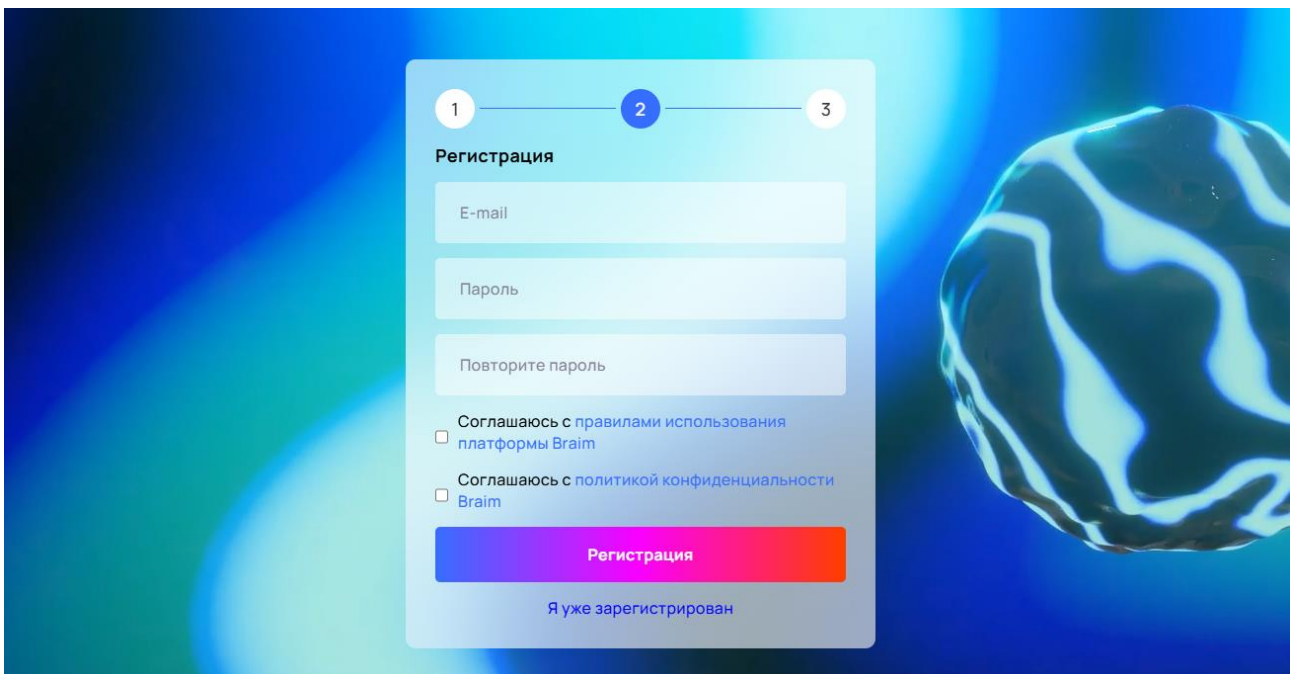 1 2 3
Регистрация
E-mail
Пароль
Повторите пароль
Соглашаюсь с правилами использования
платформы Braim
Соглашаюсь с политикой конфиденциальности
Braim
Регистрация
Я уже зарегистрирован